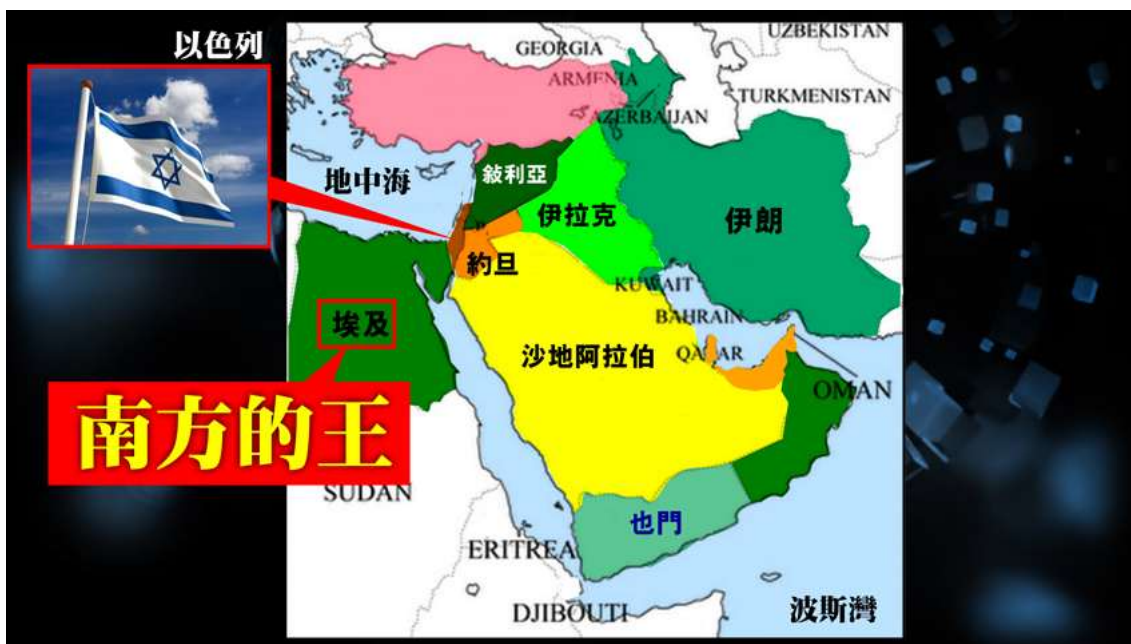 以色列
GEORGIA
UZBEKISTAN
ARMENIA
AZERBAIJAN
TURKMENISTAN
地中海
敍利亞
伊拉克
伊朗
約旦
KUWAIT
埃及
BAHRAIN
沙地阿拉伯
QATAR
OMAN
南方的王
SUDAN
也門
ERITREA
DJIBOUTI
波斯灣